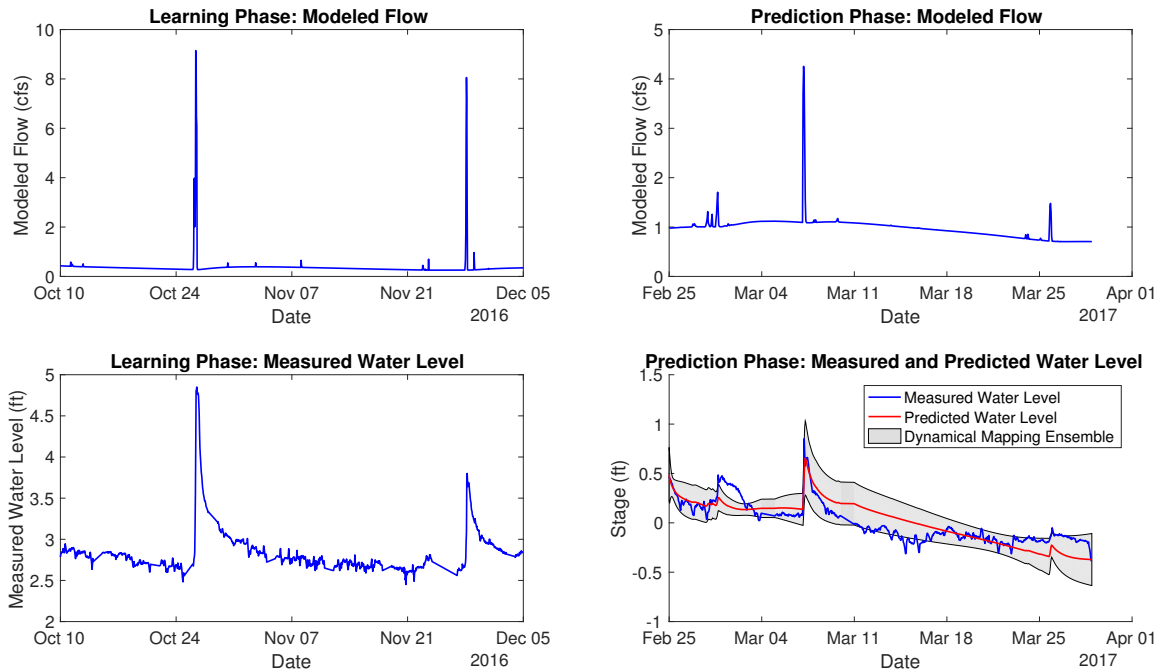 Learning Phase: Modeled Flow
10
8
6
4
2
0
Modeled Flow (cfs)
Oct 10
Oct 24
Nov 07
Nov 21
Dec 05
Date
2016
Prediction Phase: Modeled Flow
5
4
3
2
1
0
Modeled Flow (cfs)
Feb 25
Mar 04
Mar 11
Mar 18
Mar 25
Apr 01
Date
2017
Learning Phase: Measured Water Level
5
4.5
4
3.5
3
2.5
2
Measured Water Level (ft)
Oct 10
Oct 24
Nov 07
Nov 21
Dec 05
Date
2016
Prediction Phase: Measured and Predicted Water Level
1.5
1
0.5
0
-0.5
-1
Stage (ft)
Measured Water Level
Predicted Water Level
Dynamical Mapping Ensemble
Feb 25
Mar 04
Mar 11
Mar 18
Mar 25
Apr 01
Date
2017